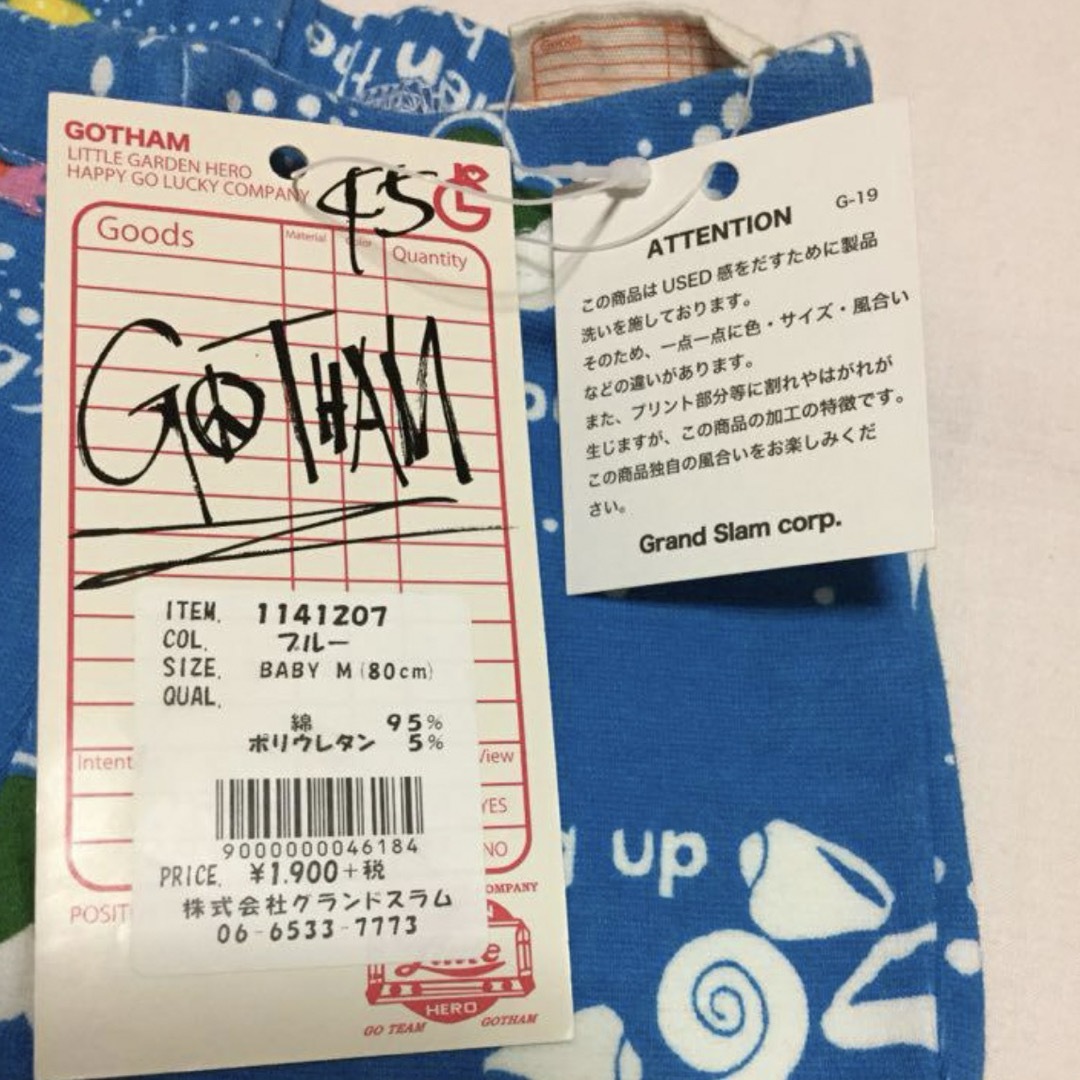 GOTHAM
LITTLE GARDEN HERO
HAPPY GO LUCKY COMPANY
45
Goods
Material
Color
Quantity
GOTHAM
ITEM. 1141207
COL. ブルー
SIZE. BABY M (80cm)
QUAL.
綿 95%
ポリウレタン 5%
Intent
View
YES
NO
9000000046184
PRICE. ¥1,900+税
株式会社グランドスラム
06-6533-7773
POSIT
OMPANY
HERO
GO TEAM GOTHAM
G-19
ATTENTION
この商品は USED 感をだすために製品
洗いを施しております。
そのため、一点一点に色・サイズ・風合い
などの違いがあります。
また、プリント部分等に割れやはがれが
生じますが、この商品の加工の特徴です。
この商品独自の風合いをお楽しみくだ
さい。
Grand Slam corp.
Goods
the
up